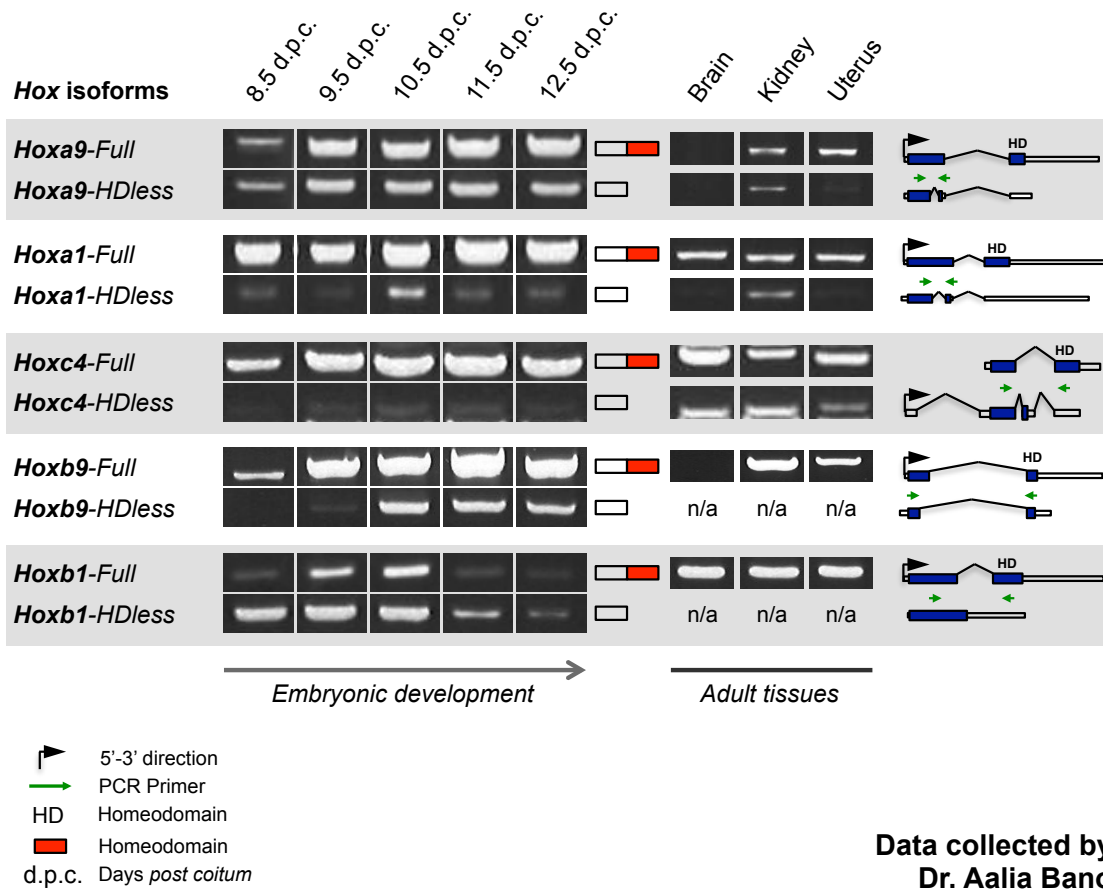 Hox isoforms 8.5 d.p.c. 9.5 d.p.c. 10.5 d.p.c. 11.5 d.p.c. 12.5 d.p.c. Brain Kidney Uterus
Hoxa9-Full HD
Hoxa9-HDless
Hoxa1-Full HD
Hoxa1-HDless
Hoxc4-Full HD
Hoxc4-HDless
Hoxb9-Full HD
Hoxb9-HDless n/a n/a n/a
Hoxb1-Full HD
Hoxb1-HDless n/a n/a n/a
Embryonic development Adult tissues
5'-3' direction
PCR Primer
HD Homeodomain
Homeodomain
d.p.c. Days post coitum
Data collected by
Dr. Aalia Bano